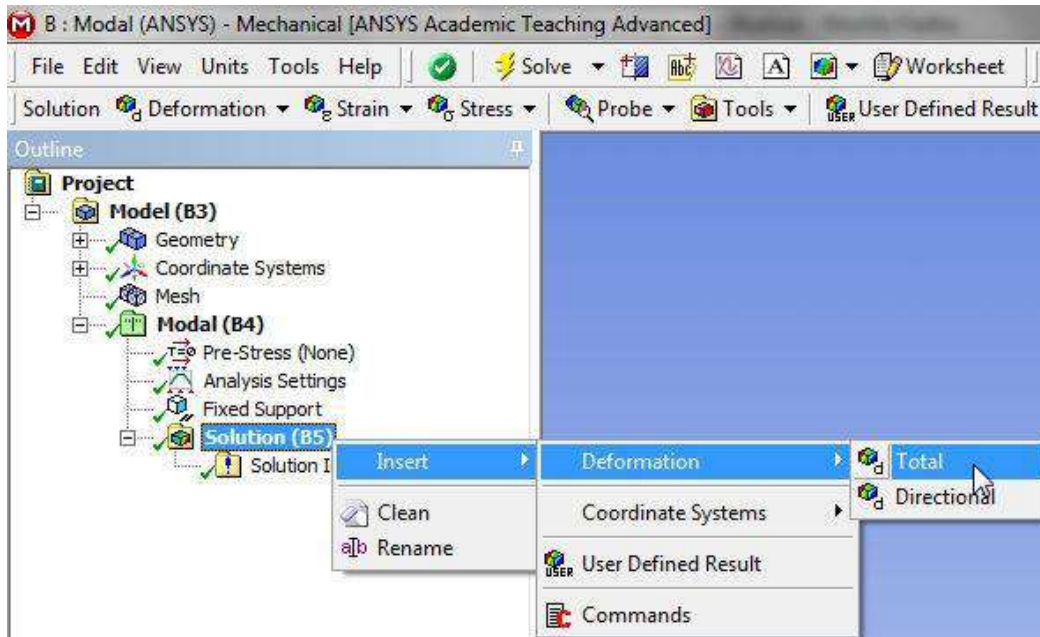 B : Modal (ANSYS) - Mechanical [ANSYS Academic Teaching Advanced]
File Edit View Units Tools Help Solve Worksheet
Solution Deformation Strain Stress Probe Tools User Defined Result
Outline
Project
Model (B3)
Geometry
Coordinate Systems
Mesh
Modal (B4)
Pre-Stress (None)
Analysis Settings
Fixed Support
Solution (B5)
Solution I
Insert
Clean
Rename
Deformation
Coordinate Systems
User Defined Result
Commands
Total
Directional